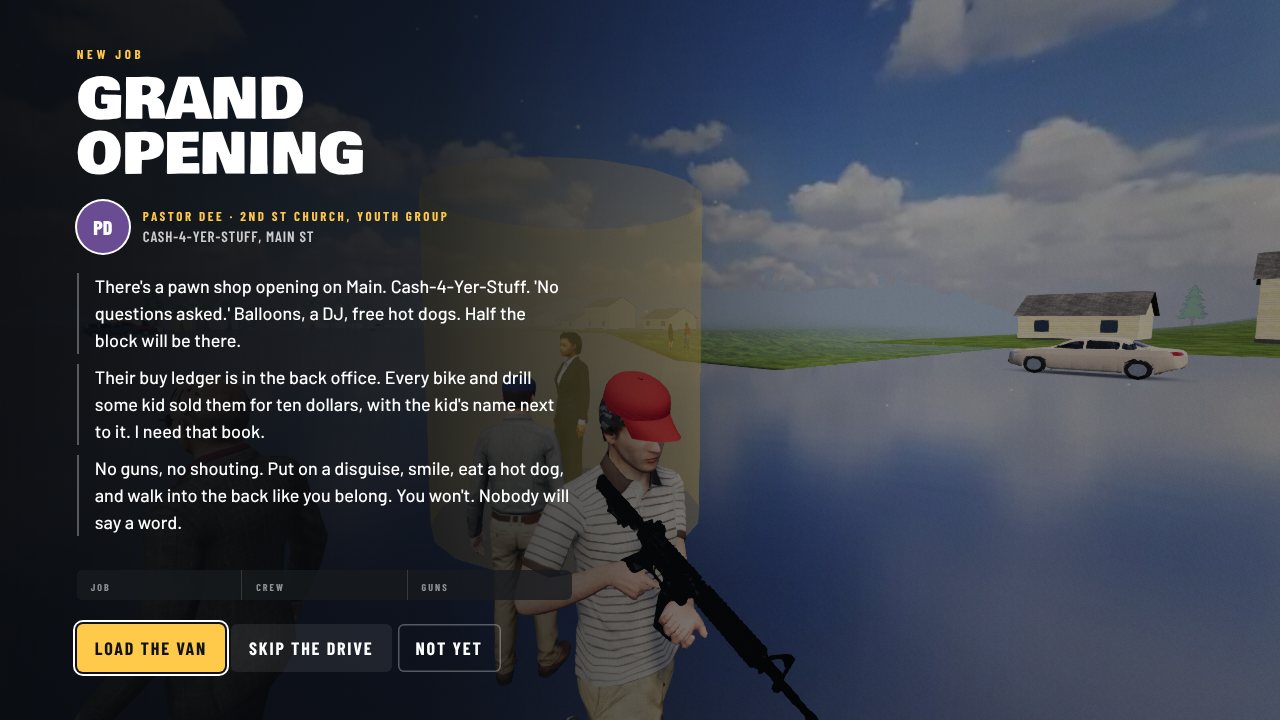 NEW JOB
GRAND
OPENING
PD
PASTOR DEE · 2ND ST CHURCH, YOUTH GROUP
CASH-4-YER-STUFF, MAIN ST
There's a pawn shop opening on Main. Cash-4-Yer-Stuff. 'No
questions asked.' Balloons, a DJ, free hot dogs. Half the
block will be there.
Their buy ledger is in the back office. Every bike and drill
some kid sold them for ten dollars, with the kid's name next
to it. I need that book.
No guns, no shouting. Put on a disguise, smile, eat a hot dog,
and walk into the back like you belong. You won't. Nobody will
say a word.
JOB CREW GUNS
LOAD THE VAN SKIP THE DRIVE NOT YET